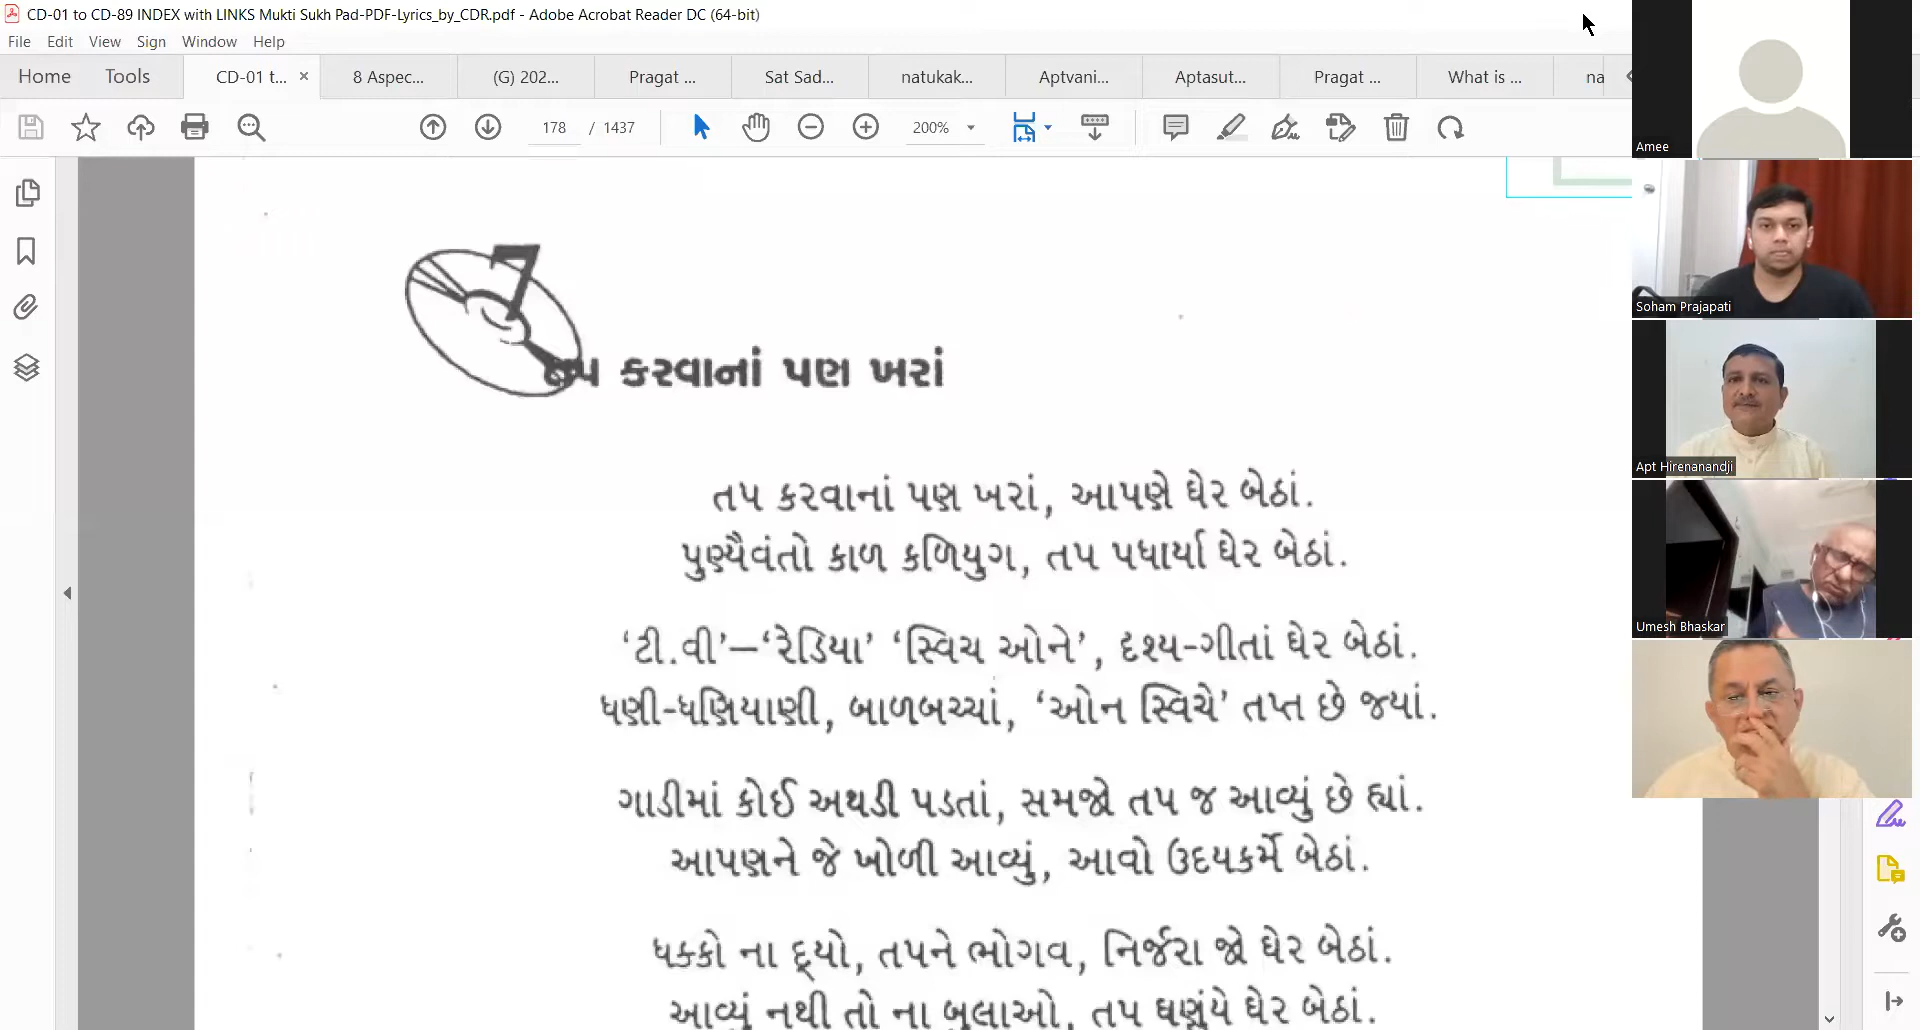 CD-01 to CD-89 INDEX with LINKS Mukti Sukh Pad-PDF-Lyrics_by_CDR.pdf - Adobe Acrobat Reader DC (64-bit)
File Edit View Sign Window Help
Home Tools CD-01 t... × 8 Aspec... (G) 202... Pragat ... Sat Sad... natukak... Aptvani... Aptasut... Pragat ... What is ... na
178 / 1437 200%
તપ કરવાનાં પણ ખરાં
તપ કરવાનાં પણ ખરાં, આપણે ઘેર બેઠાં.
પુણ્યૈવંતો કાળ કળિયુગ, તપ પધાર્યા ઘેર બેઠાં.
‘ટી.વી’–‘રેડિયા’ ‘સ્વિચ ઓને’, દૃશ્ય-ગીતાં ઘેર બેઠાં.
ધણી-ધણિયાણી, બાળબચ્ચાં, ‘ઓન સ્વિચે’ તપ્ત છે જ્યાં.
ગાડીમાં કોઈ અથડી પડતાં, સમજો તપ જ આવ્યું છે હ્યાં.
આપણને જે ખોળી આવ્યું, આવો ઉદયકર્મે બેઠાં.
ધક્કો ના દ્યો, તપને ભોગવ, નિર્જરા જો ઘેર બેઠાં.
આવ્યું નથી તો ના બુલાઓ, તપ ઘણુંયે ઘેર બેઠાં.
Amee
Soham Prajapati
Apt Hirenanandji
Umesh Bhaskar